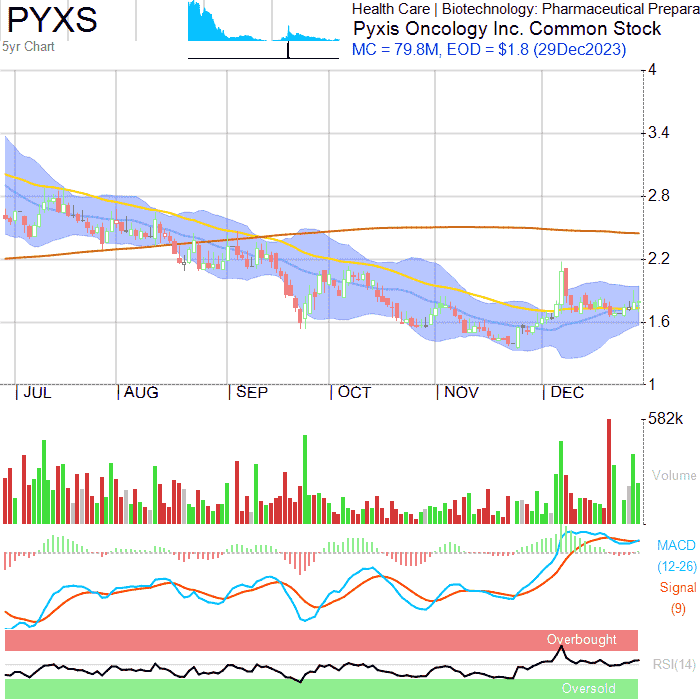 PYXS
5yr Chart
Health Care | Biotechnology: Pharmaceutical Prepara
Pyxis Oncology Inc. Common Stock
MC = 79.8M, EOD = $1.8 (29Dec2023)
4
3.4
2.8
2.2
1.6
1
|JUL |AUG |SEP |OCT |NOV |DEC
582k
Volume
MACD
(12-26)
Signal
(9)
Overbought
RSI(14)
Oversold